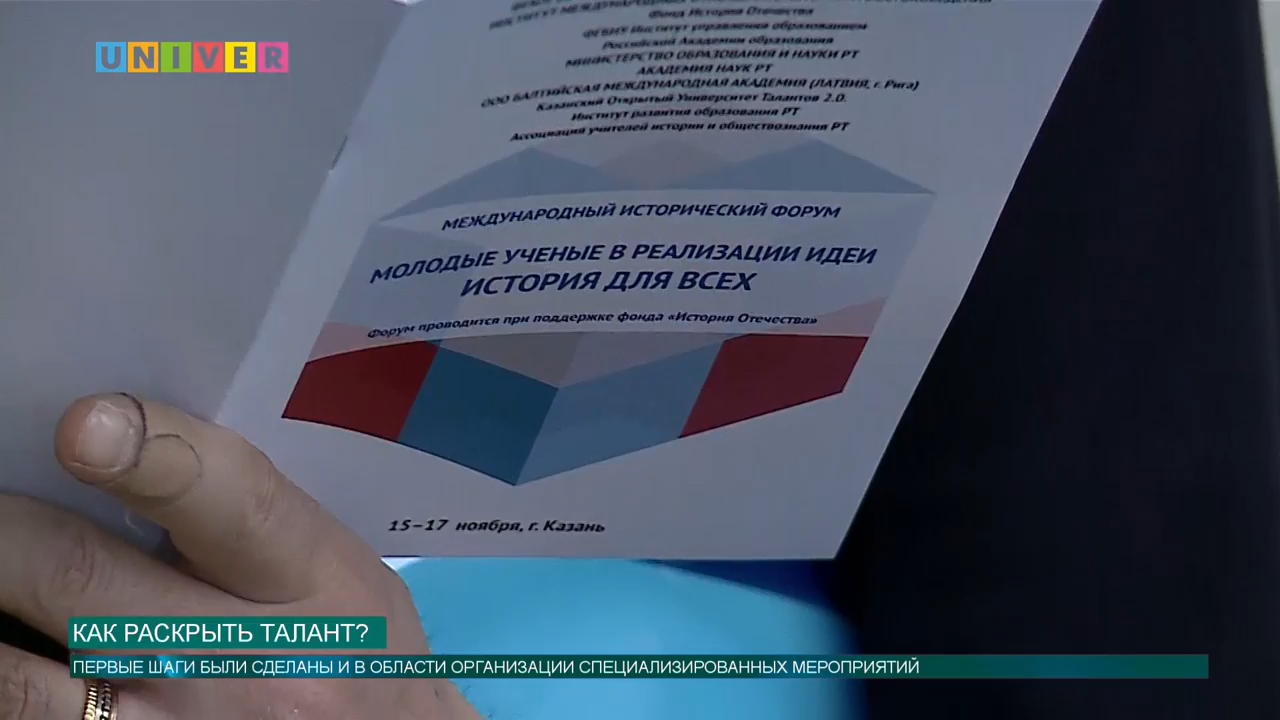 UNIVER
ИНСТИТУТ МЕЖДУНАРОДНЫХ
Фонд История Отечества
ФГБНУ Институт управления образованием
Российской Академии образования
МИНИСТЕРСТВО ОБРАЗОВАНИЯ И НАУКИ РТ
АКАДЕМИЯ НАУК РТ
ООО БАЛТИЙСКАЯ МЕЖДУНАРОДНАЯ АКАДЕМИЯ (ЛАТВИЯ, г. Рига)
Казанский Открытый Университет Талантов 2.0.
Институт развития образования РТ
Ассоциация учителей истории и обществознания РТ
МЕЖДУНАРОДНЫЙ ИСТОРИЧЕСКИЙ ФОРУМ
МОЛОДЫЕ УЧЕНЫЕ В РЕАЛИЗАЦИИ ИДЕИ
ИСТОРИЯ ДЛЯ ВСЕХ
Форум проводится при поддержке фонда «История Отечества»
15–17 ноября, г. Казань
КАК РАСКРЫТЬ ТАЛАНТ?
ПЕРВЫЕ ШАГИ БЫЛИ СДЕЛАНЫ И В ОБЛАСТИ ОРГАНИЗАЦИИ СПЕЦИАЛИЗИРОВАННЫХ МЕРОПРИЯТИЙ